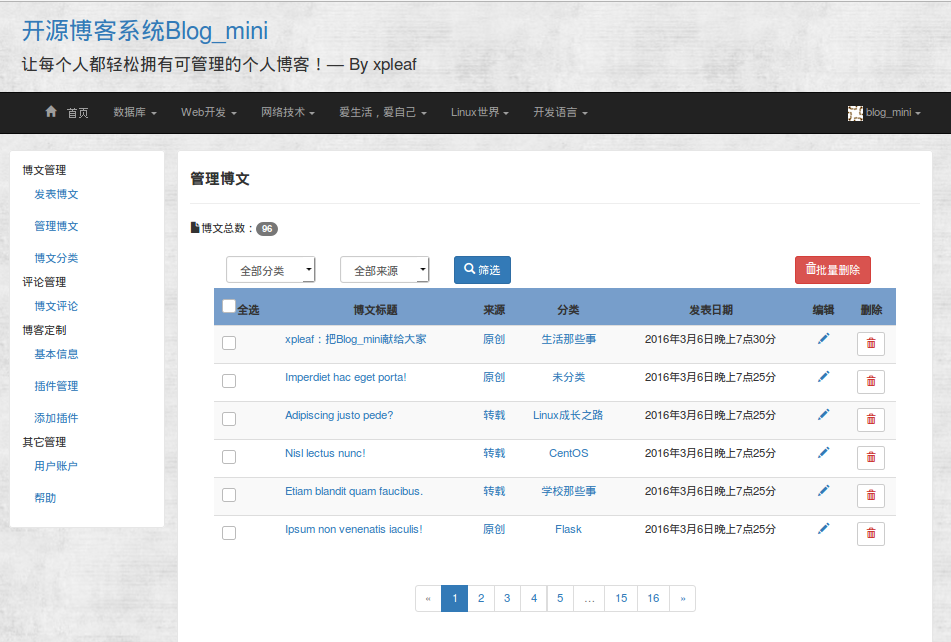 开源博客系统Blog_mini
让每个人都轻松拥有可管理的个人博客！— By xpleaf
首页 数据库 Web开发 网络技术 爱生活，爱自己 Linux世界 开发语言 blog_mini
博文管理
发表博文
管理博文
博文分类
评论管理
博文评论
博客定制
基本信息
插件管理
添加插件
其它管理
用户账户
帮助
管理博文
博文总数：96
全部分类 全部来源 筛选 批量删除
全选 博文标题 来源 分类 发表日期 编辑 删除
xpleaf：把Blog_mini献给大家 原创 生活那些事 2016年3月6日晚上7点30分
Imperdiet hac eget porta! 原创 未分类 2016年3月6日晚上7点25分
Adipiscing justo pede? 转载 Linux成长之路 2016年3月6日晚上7点25分
Nisl lectus nunc! 转载 CentOS 2016年3月6日晚上7点25分
Etiam blandit quam faucibus. 转载 学校那些事 2016年3月6日晚上7点25分
Ipsum non venenatis iaculis! 原创 Flask 2016年3月6日晚上7点25分
« 1 2 3 4 5 … 15 16 »